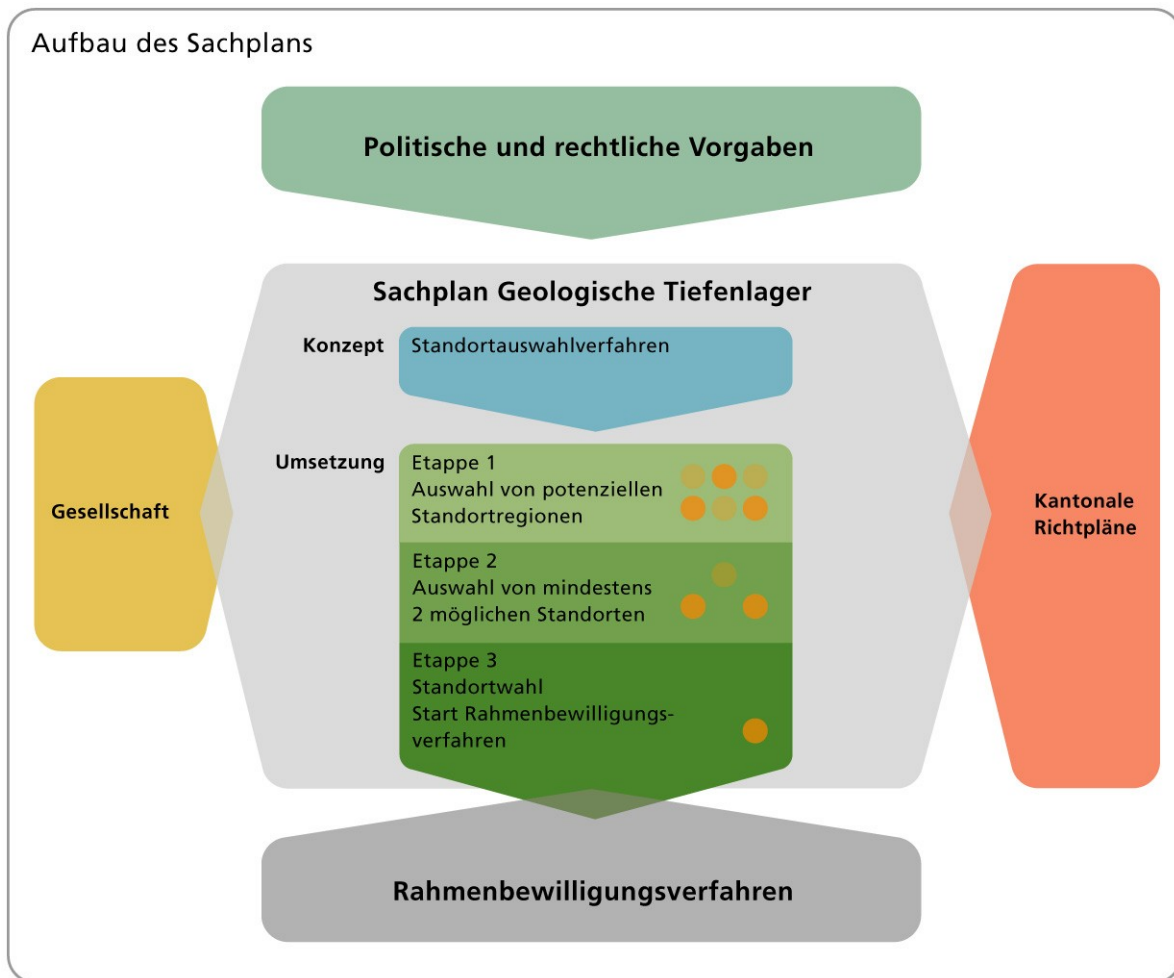 Aufbau des Sachplans
Politische und rechtliche Vorgaben
Sachplan Geologische Tiefenlager
Konzept
Standortauswahlverfahren
Umsetzung
Etappe 1
Auswahl von potenziellen
Standortregionen
Etappe 2
Auswahl von mindestens
2 möglichen Standorten
Etappe 3
Standortwahl
Start Rahmenbewilligungs-
verfahren
Gesellschaft
Kantonale
Richtpläne
Rahmenbewilligungsverfahren